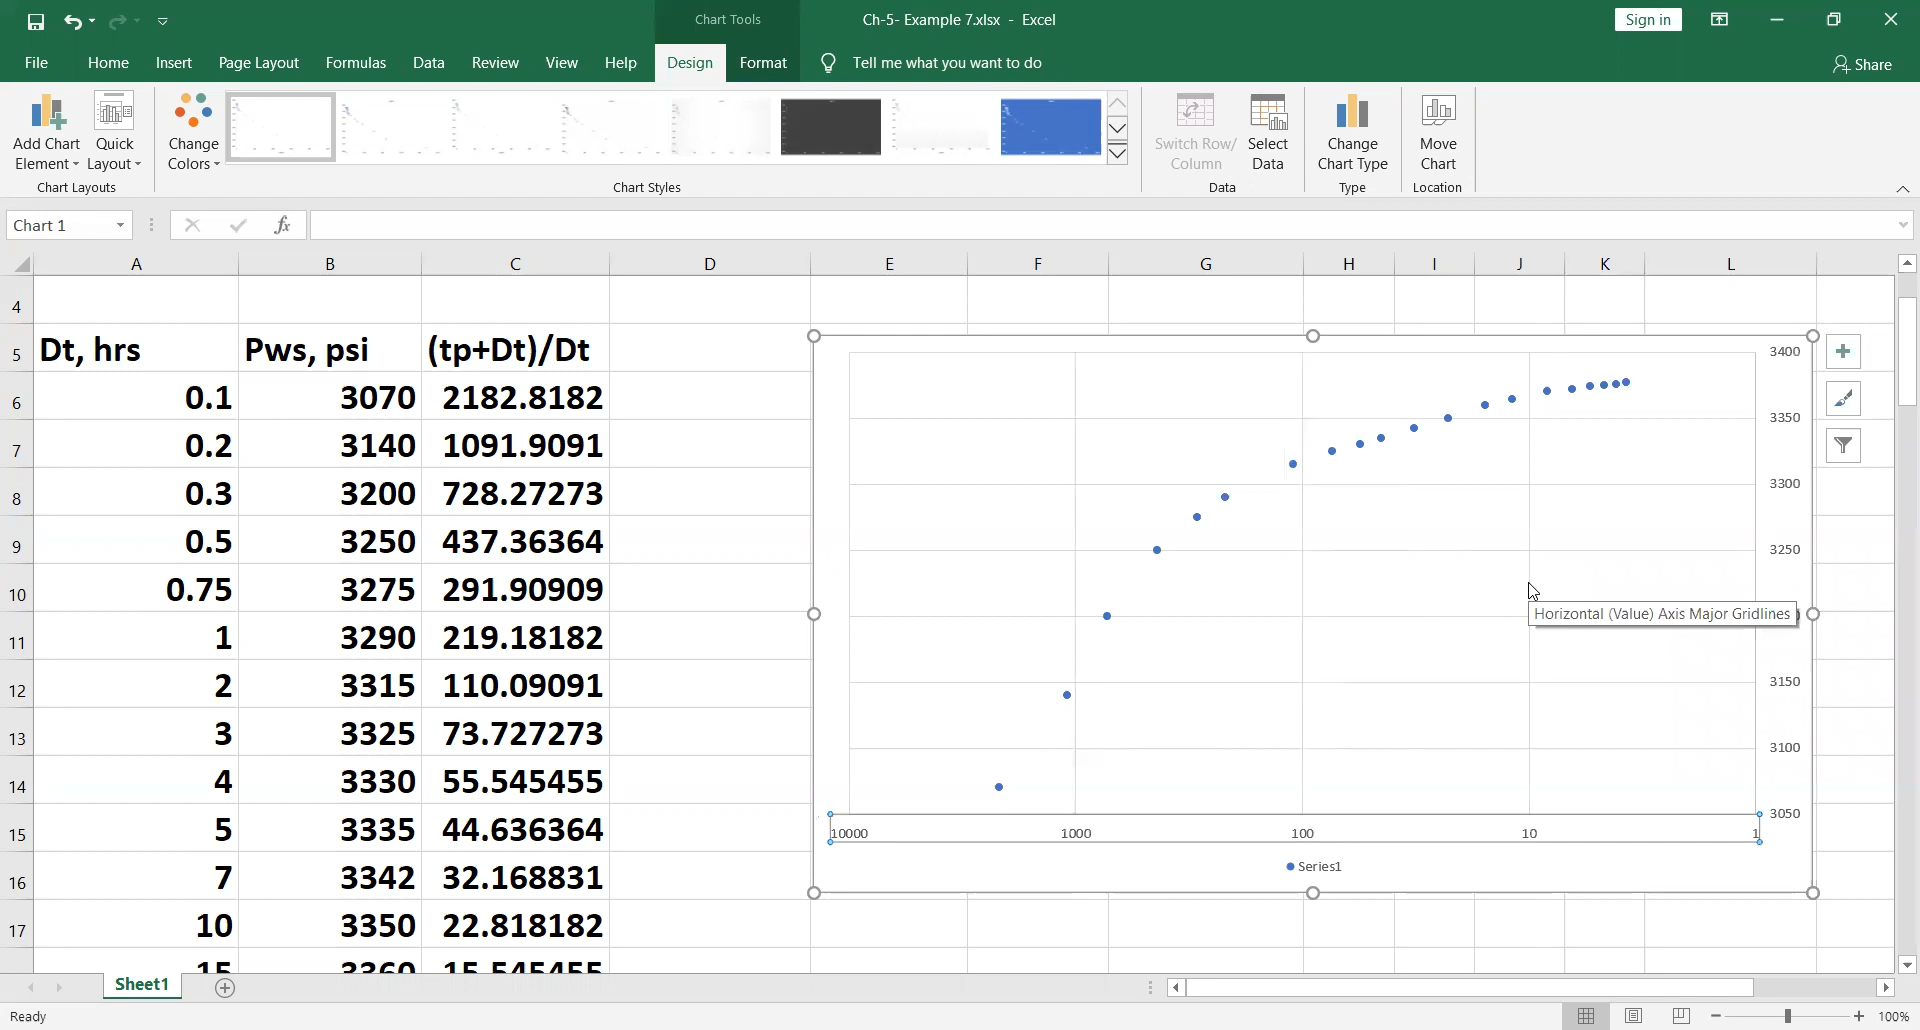 Chart Tools
Ch-5- Example 7.xlsx - Excel
Sign in
File Home Insert Page Layout Formulas Data Review View Help Design Format Tell me what you want to do Share
Add Chart Element
Quick Layout
Chart Layouts
Change Colors
Chart Styles
Switch Row/ Column
Select Data
Data
Change Chart Type
Type
Move Chart
Location
Chart 1
fx
A B C D E F G H I J K L
4
5 Dt, hrs Pws, psi (tp+Dt)/Dt
6 0.1 3070 2182.8182
7 0.2 3140 1091.9091
8 0.3 3200 728.27273
9 0.5 3250 437.36364
10 0.75 3275 291.90909
11 1 3290 219.18182
12 2 3315 110.09091
13 3 3325 73.727273
14 4 3330 55.545455
15 5 3335 44.636364
16 7 3342 32.168831
17 10 3350 22.818182
15 3360 15.545455
3400
3350
3300
3250
Horizontal (Value) Axis Major Gridlines
3150
3100
3050
10000 1000 100 10 1
Series1
Sheet1
Ready
100%